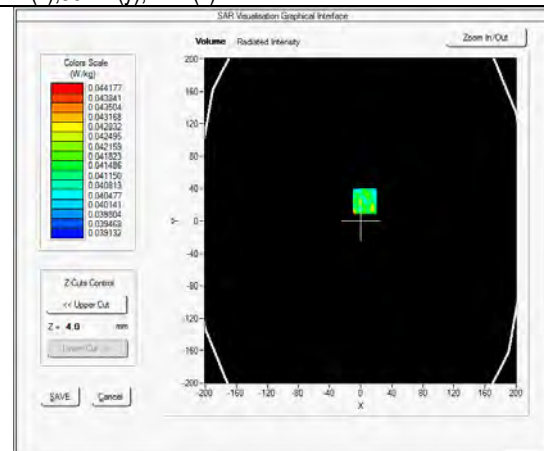 SAR Visualisation Graphical Interface
Volume Radiated Intensity
Zoom In/Out
Colors Scale
(W/kg)
0.044177
0.043841
0.043504
0.043168
0.042832
0.042495
0.042159
0.041823
0.041486
0.041150
0.040813
0.040477
0.040141
0.039804
0.039468
0.039132
200
160
120
80
40
0
-40
-80
-120
-160
-200
Y
-200 -160 -120 -80 -40 0 40 80 120 160 200
X
Z-Cuts Control
<< Upper Cut
Z = 4.0 mm
Lower Cut >>
SAVE
Cancel